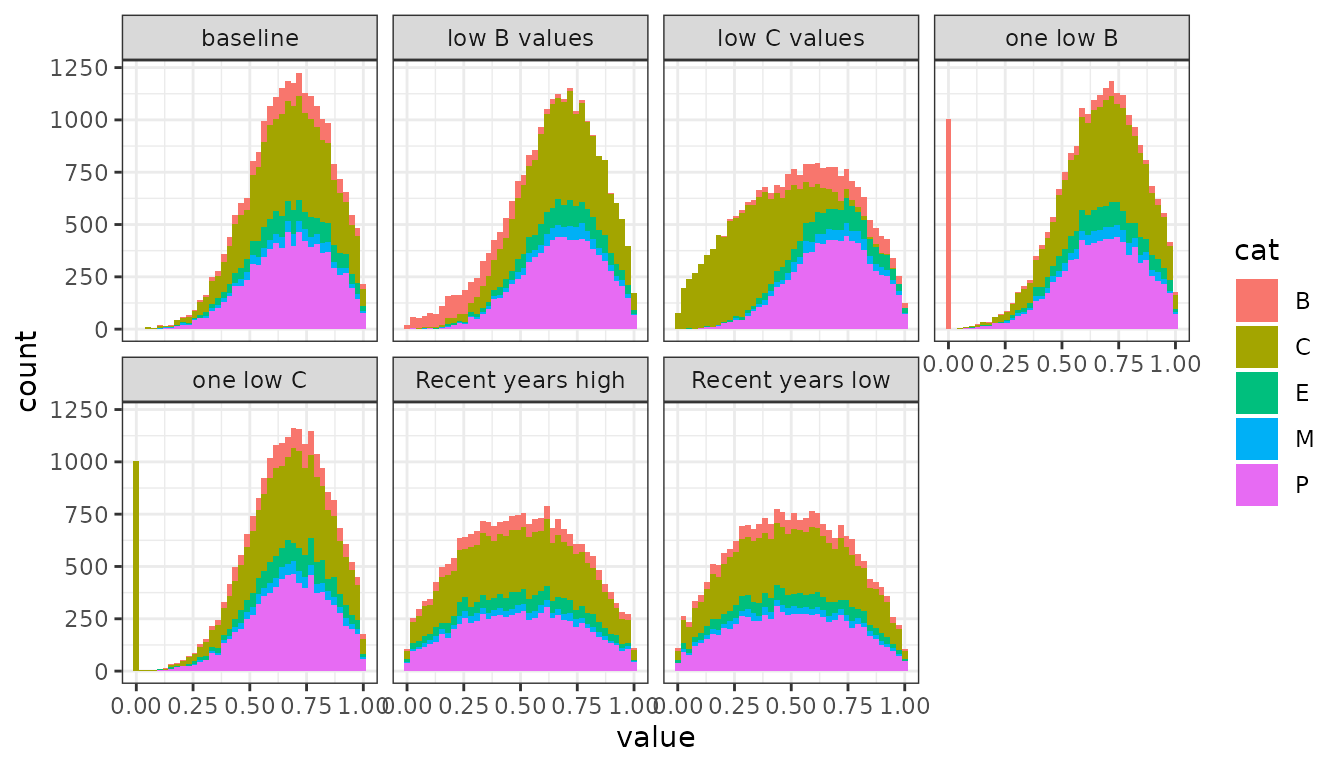 baseline
low B values
low C values
one low B
1250
1000
750
500
250
0
0.00 0.25 0.50 0.75 1.00
one low C
Recent years high
Recent years low
1250
1000
750
500
250
0
0.00 0.25 0.50 0.75 1.00
0.00 0.25 0.50 0.75 1.00
0.00 0.25 0.50 0.75 1.00
value
count
cat
B
C
E
M
P